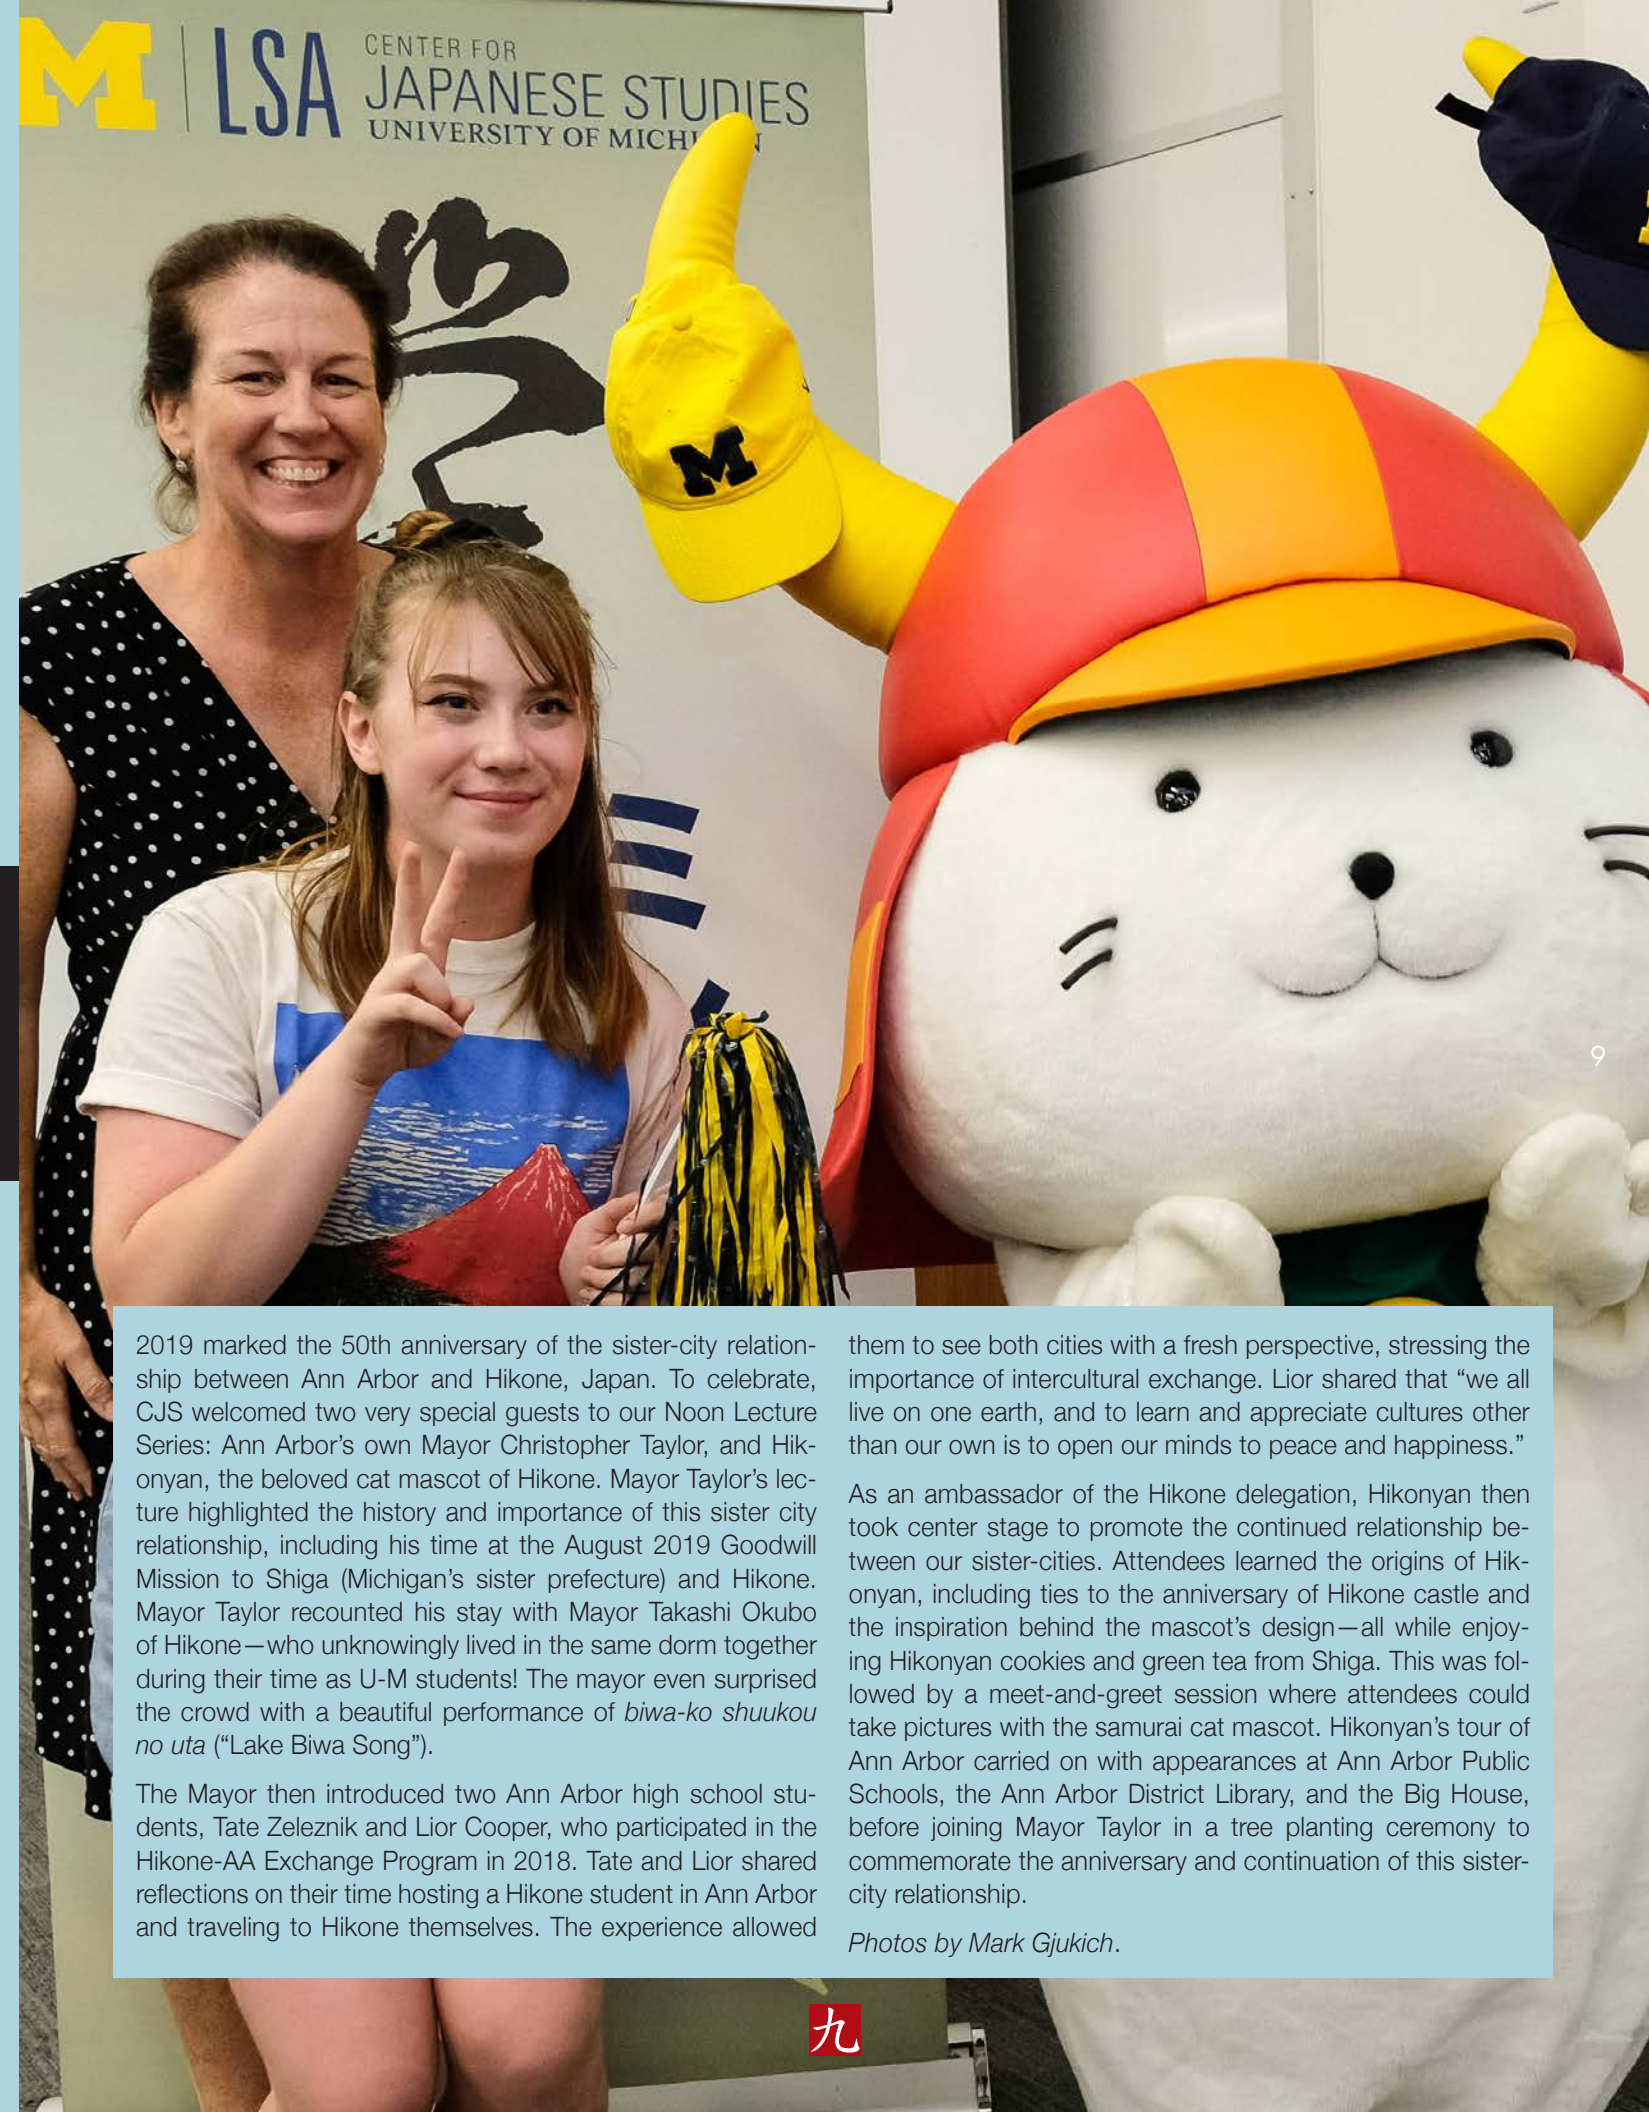 M LSA CENTER FOR
JAPANESE STUDIES
UNIVERSITY OF
M
9
2019 marked the 50th anniversary of the sister-city relation-
ship between Ann Arbor and Hikone, Japan. To celebrate,
CJS welcomed two very special guests to our Noon Lecture
Series: Ann Arbor’s own Mayor Christopher Taylor, and Hik-
onyan, the beloved cat mascot of Hikone. Mayor Taylor’s lec-
ture highlighted the history and importance of this sister city
relationship, including his time at the August 2019 Goodwill
Mission to Shiga (Michigan’s sister prefecture) and Hikone.
Mayor Taylor recounted his stay with Mayor Takashi Okubo
of Hikone—who unknowingly lived in the same dorm together
during their time as U-M students! The mayor even surprised
the crowd with a beautiful performance of biwa-ko shuukou
no uta (“Lake Biwa Song”).
The Mayor then introduced two Ann Arbor high school stu-
dents, Tate Zeleznik and Lior Cooper, who participated in the
Hikone-AA Exchange Program in 2018. Tate and Lior shared
reflections on their time hosting a Hikone student in Ann Arbor
and traveling to Hikone themselves. The experience allowed
them to see both cities with a fresh perspective, stressing the
importance of intercultural exchange. Lior shared that “we all
live on one earth, and to learn and appreciate cultures other
than our own is to open our minds to peace and happiness.”
As an ambassador of the Hikone delegation, Hikonyan then
took center stage to promote the continued relationship be-
tween our sister-cities. Attendees learned the origins of Hik-
onyan, including ties to the anniversary of Hikone castle and
the inspiration behind the mascot’s design—all while enjoy-
ing Hikonyan cookies and green tea from Shiga. This was fol-
lowed by a meet-and-greet session where attendees could
take pictures with the samurai cat mascot. Hikonyan’s tour of
Ann Arbor carried on with appearances at Ann Arbor Public
Schools, the Ann Arbor District Library, and the Big House,
before joining Mayor Taylor in a tree planting ceremony to
commemorate the anniversary and continuation of this sister-
city relationship.
Photos by Mark Gjukich.
九